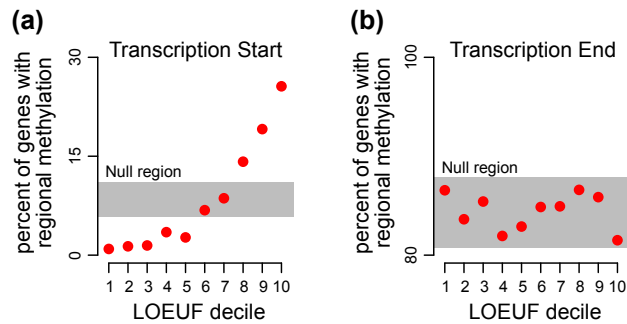 (a)
Transcription Start
percent of genes with
regional methylation
30
15
0
Null region
1 2 3 4 5 6 7 8 9 10
LOEUF decile
(b)
Transcription End
percent of genes with
regional methylation
100
80
Null region
1 2 3 4 5 6 7 8 9 10
LOEUF decile